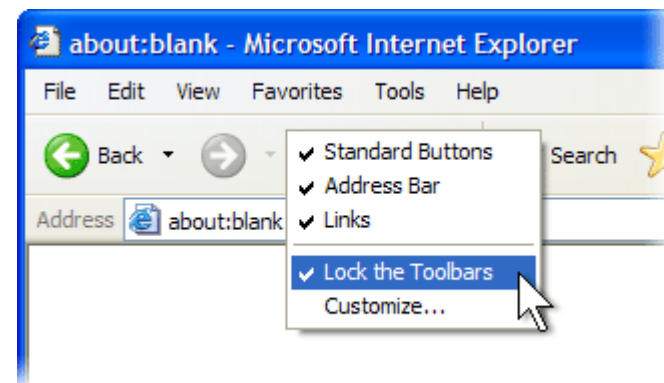 about:blank - Microsoft Internet Explorer
File Edit View Favorites Tools Help
Back Search
Standard Buttons
Address Bar
Address about:blank
Links
Lock the Toolbars
Customize...